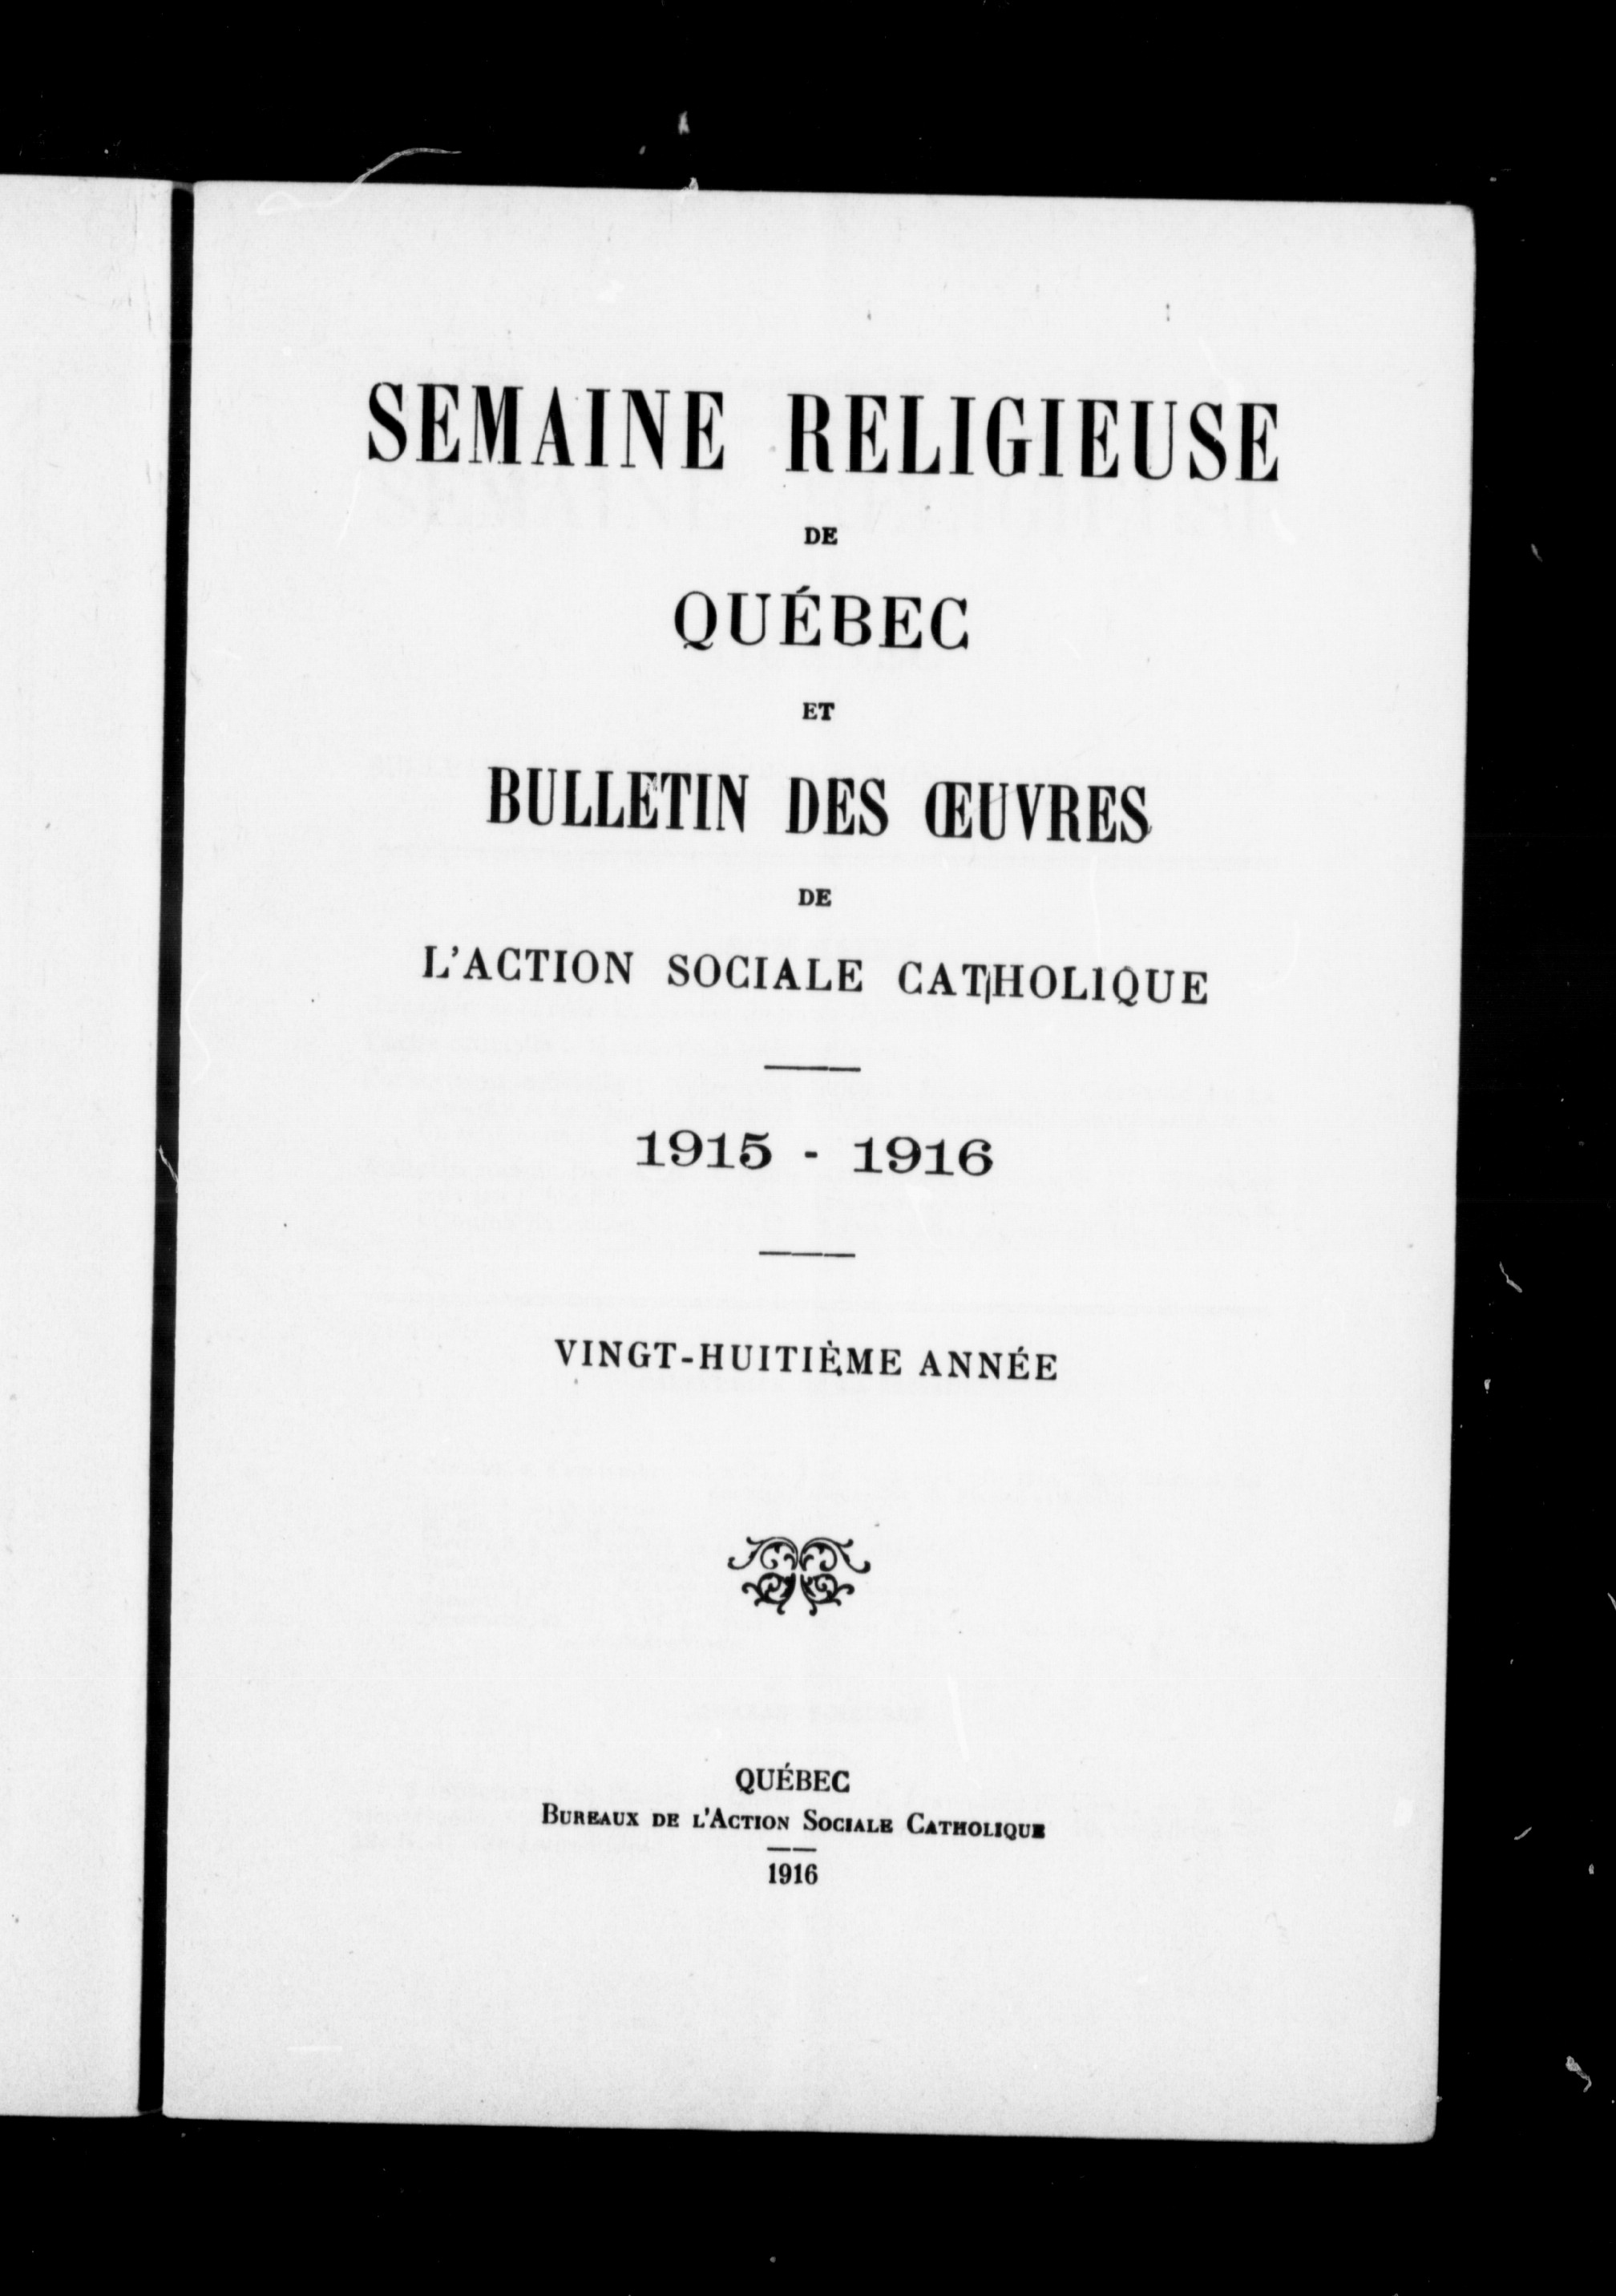 SEMAINE RELIGIEUSE
DE
QUÉBEC
ET
BULLETIN DES ŒUVRES
DE
L'ACTION SOCIALE CATHOLIQUE
1915 - 1916
VINGT-HUITIÈME ANNÉE
QUÉBEC
BUREAUX DE L'ACTION SOCIALE CATHOLIQUE
1916